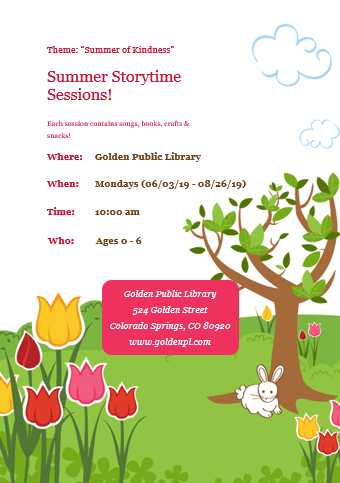 Theme: “Summer of Kindness”
Summer Storytime
Sessions!
Each session contains songs, books, crafts &
snacks!
Where: Golden Public Library
When: Mondays (06/03/19 - 08/26/19)
Time: 10:00 am
Who: Ages 0 - 6
Golden Public Library
524 Golden Street
Colorado Springs, CO 80920
www.goldenpl.com